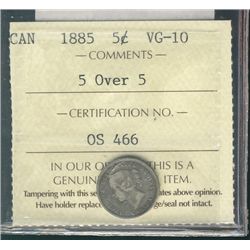 CAN 1885 5¢ VG-10
COMMENTS
5 Over 5
CERTIFICATION NO.
OS 466
IN OUR O THIS IS A
GENUIN ITEM.
Tampering with this se ates above opinion.
Have holder replac ge/seal not intact.